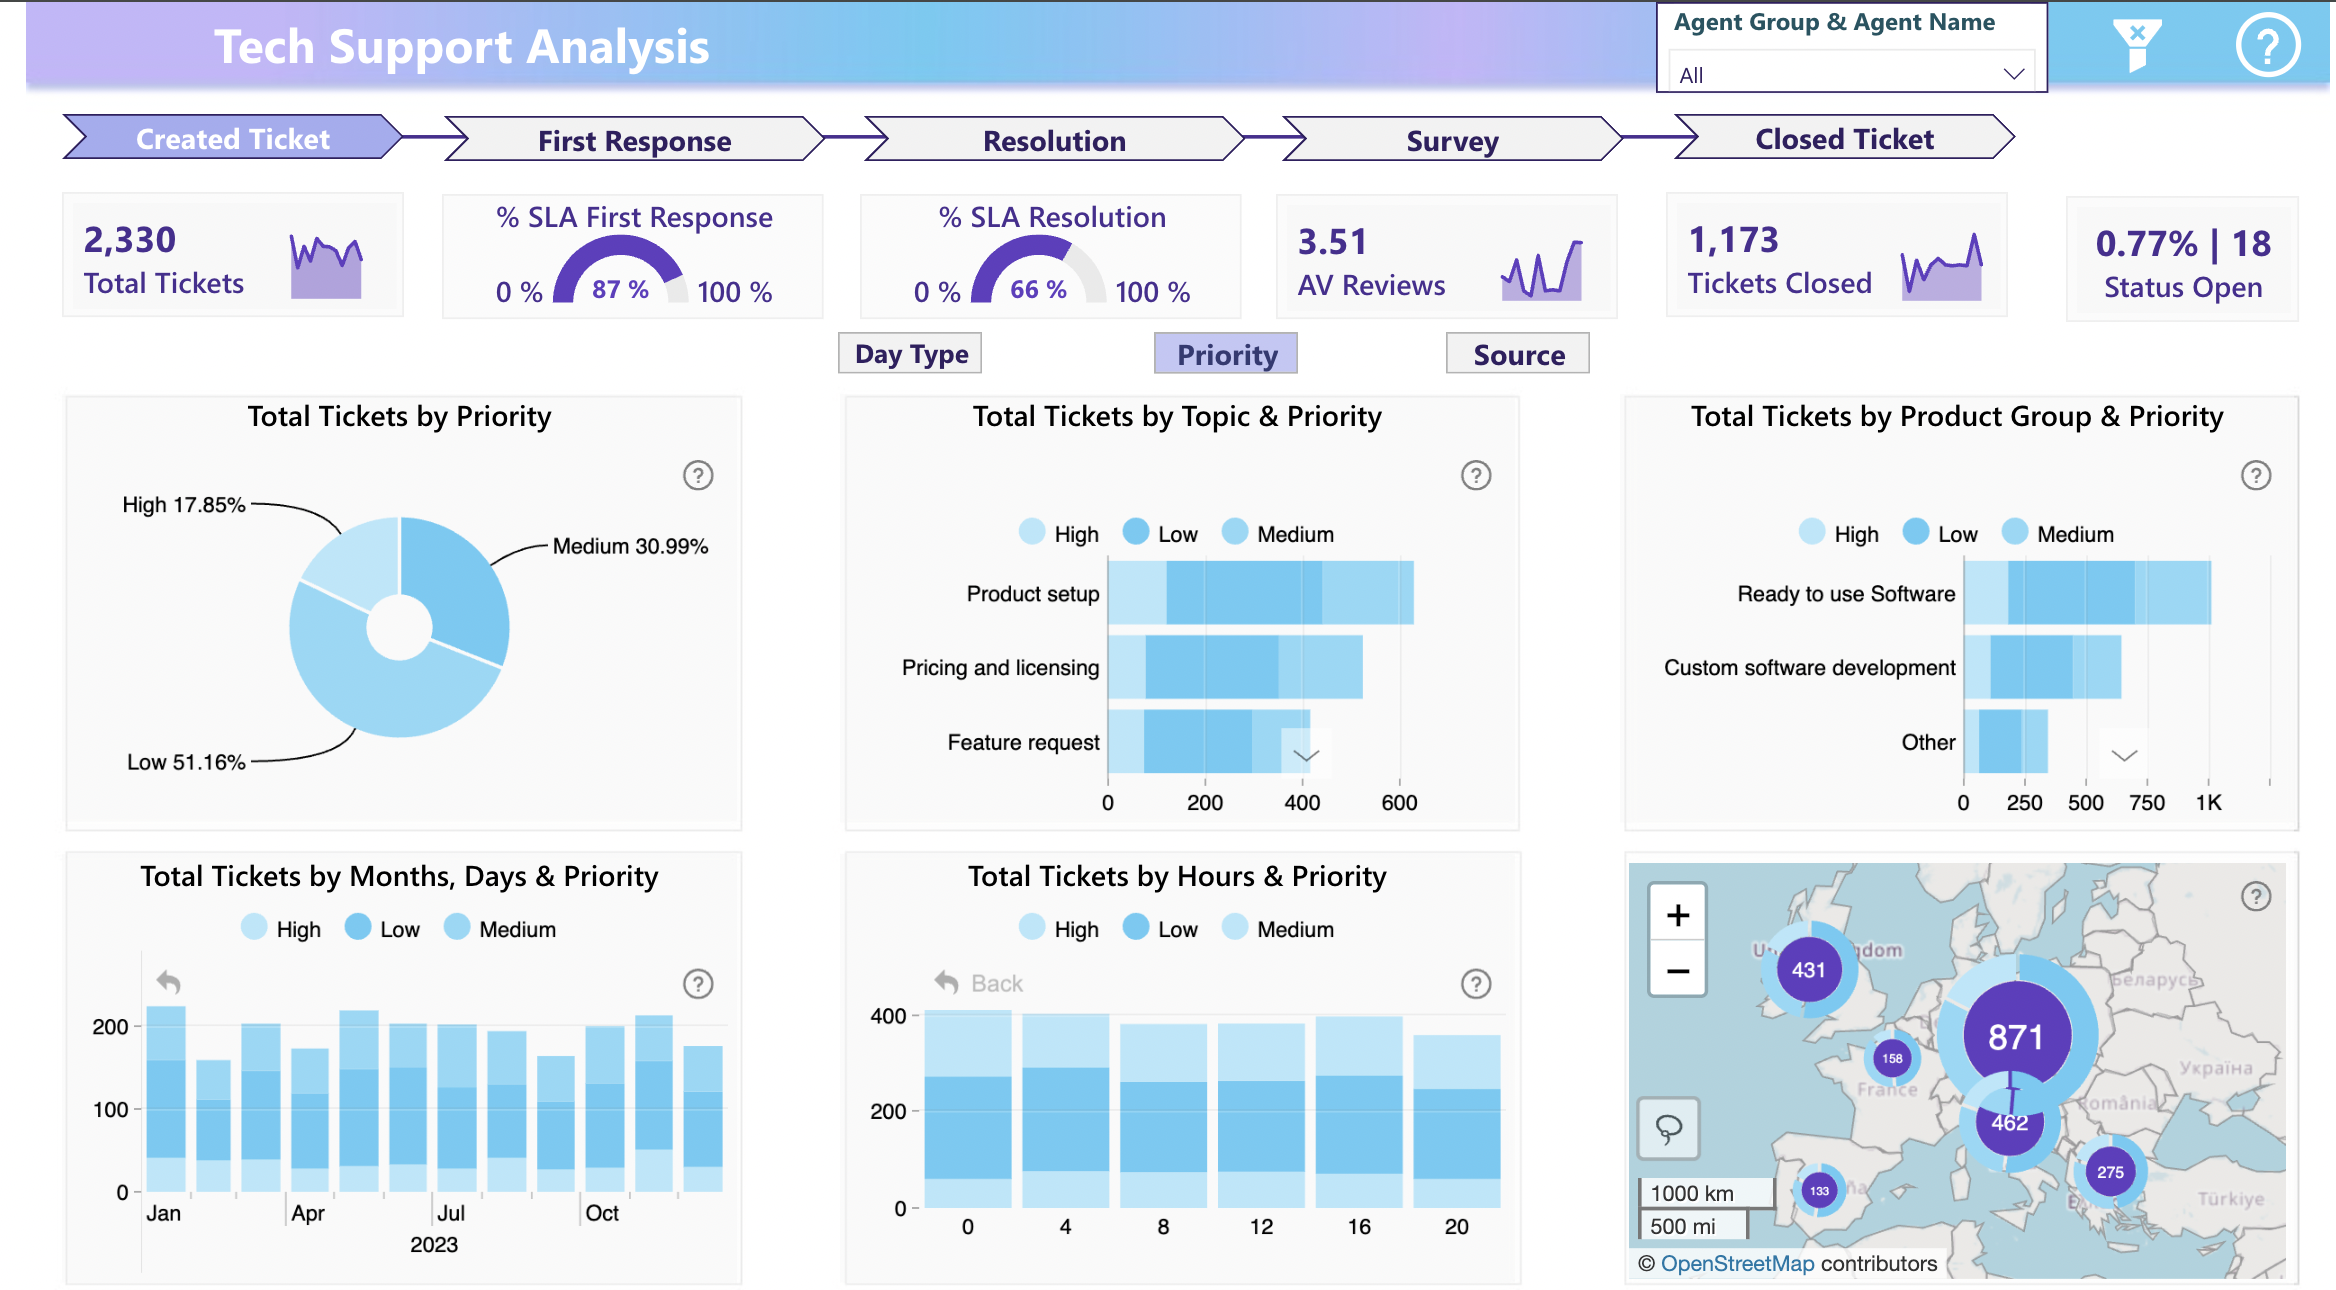 Tech Support Analysis
Agent Group & Agent Name
All
Created Ticket
First Response
Resolution
Survey
Closed Ticket
2,330
Total Tickets
% SLA First Response
0 %
87 %
100 %
% SLA Resolution
0 %
66 %
100 %
3.51
AV Reviews
1,173
Tickets Closed
0.77% | 18
Status Open
Day Type
Priority
Source
Total Tickets by Priority
?
High 17.85%
Medium 30.99%
Low 51.16%
Total Tickets by Topic & Priority
?
High Low Medium
Product setup
Pricing and licensing
Feature request
0 200 400 600
Total Tickets by Product Group & Priority
?
High Low Medium
Ready to use Software
Custom software development
Other
0 250 500 750 1K
Total Tickets by Months, Days & Priority
High Low Medium
?
200
100
0
Jan Apr Jul Oct
2023
Total Tickets by Hours & Priority
High Low Medium
Back
?
400
200
0
0 4 8 12 16 20
+
−
?
431
871
158
462
275
133
Беларусь
Україна
France
România
Türkiye
1000 km
500 mi
© OpenStreetMap contributors